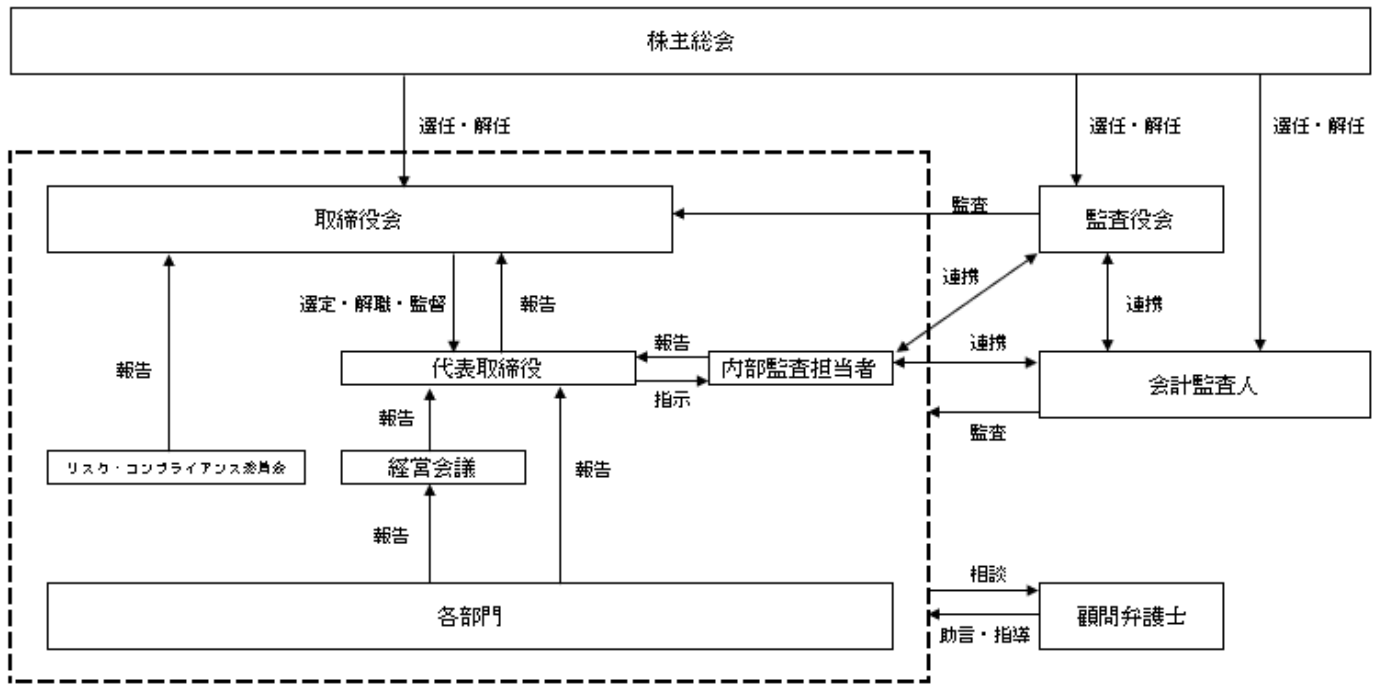 株主総会
選任・解任
選任・解任
選任・解任
取締役会
監査
監査役会
選定・解職・監督
報告
連携
連携
報告
代表取締役
報告
指示
内部監査担当者
連携
会計監査人
監査
報告
リスク・コンプライアンス委員会
経営会議
報告
報告
各部門
相談
顧問弁護士
助言・指導